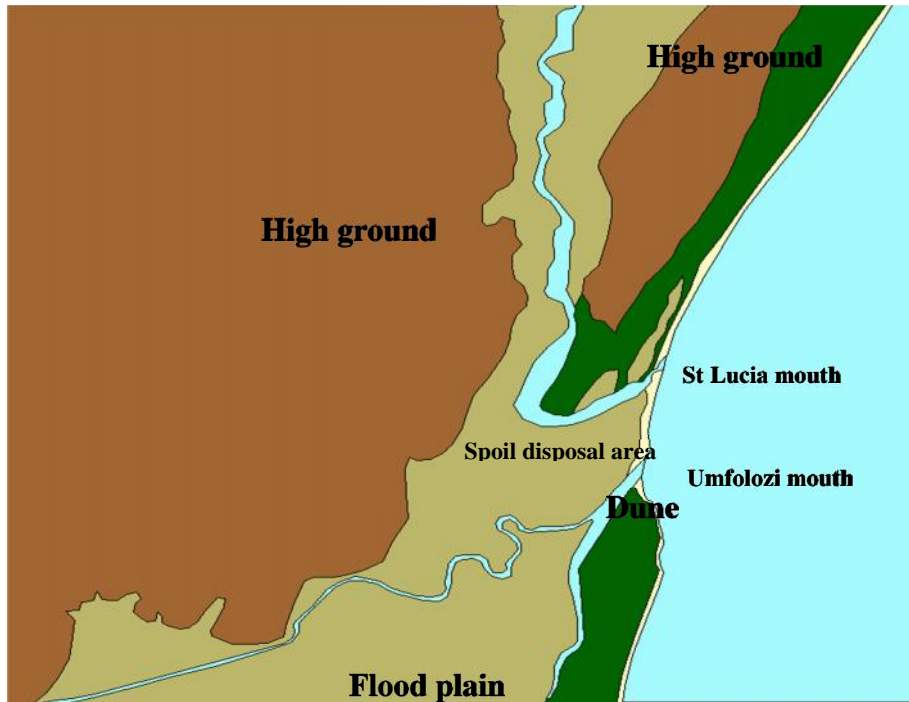 High ground
High ground
St Lucia mouth
Spoil disposal area
Umfolozi mouth
Dune
Flood plain